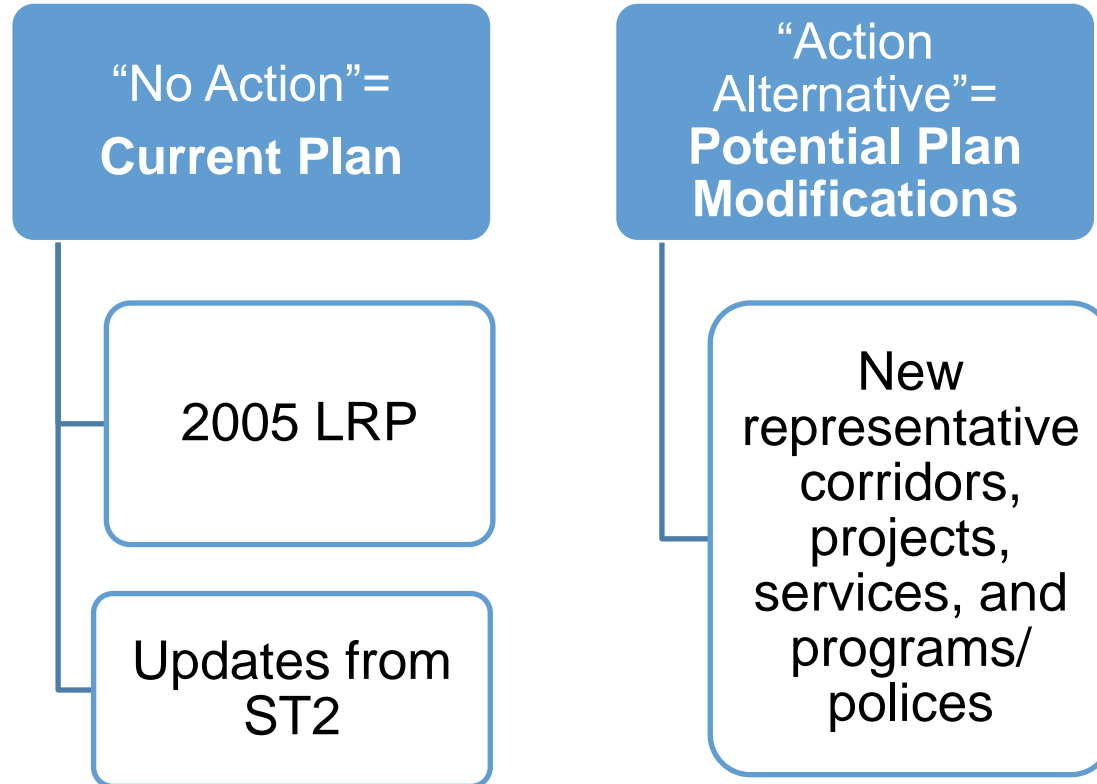 “No Action”=
Current Plan
2005 LRP
Updates from
ST2
“Action
Alternative”=
Potential Plan
Modifications
New
representative
corridors,
projects,
services, and
programs/
polices